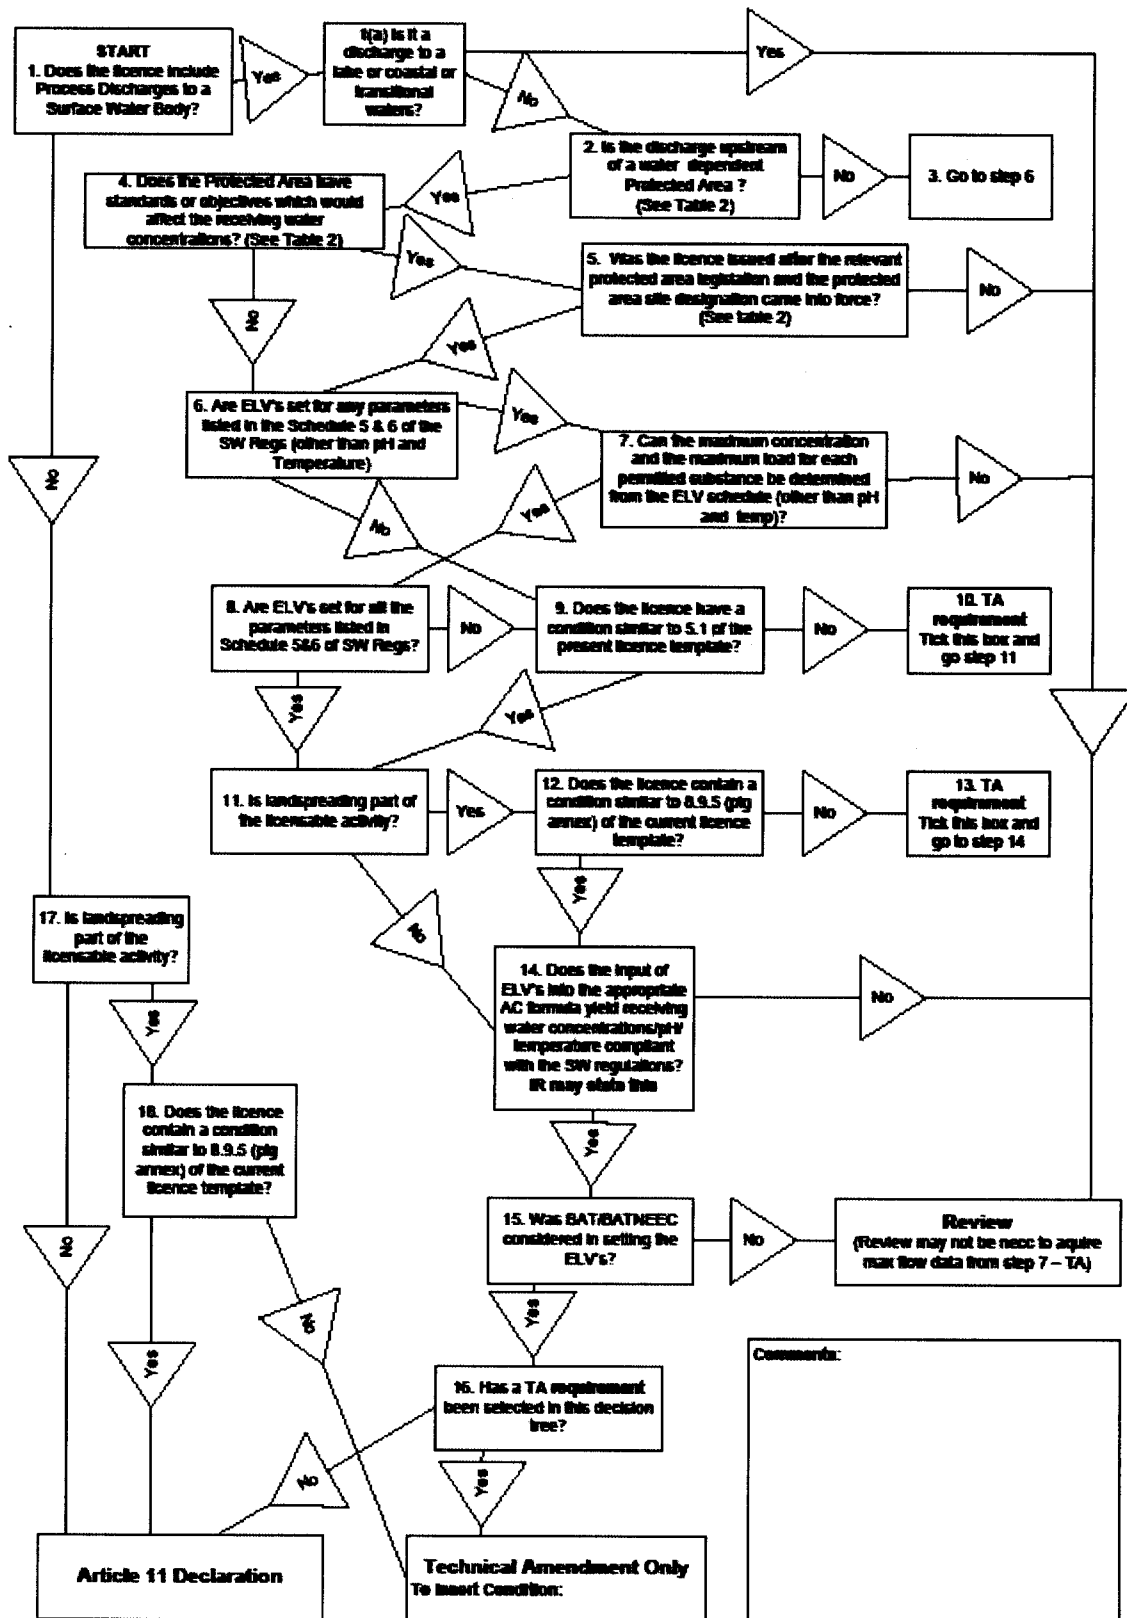 START
1. Does the licence include
Process Discharges to a
Surface Water Body?
Yes
1(a) Is it a
discharge to a
lake or coastal or
transitional
waters?
Yes
No
2. Is the discharge upstream
of a water dependent
Protected Area ?
(See Table 2)
No
3. Go to step 6
Yes
4. Does the Protected Area have
standards or objectives which would
affect the receiving water
concentrations? (See Table 2)
Yes
5. Was the licence issued after the relevant
protected area legislation and the protected
area site designation came into force?
(See table 2)
No
No
Yes
6. Are ELV's set for any parameters
listed in the Schedule 5 & 6 of the
SW Regs (other than pH and
Temperature)
Yes
7. Can the maximum concentration
and the maximum load for each
permitted substance be determined
from the ELV schedule (other than pH
and temp)?
No
No
Yes
No
8. Are ELV's set for all the
parameters listed in
Schedule 5&6 of SW Regs?
No
9. Does the licence have a
condition similar to 5.1 of the
present licence template?
No
10. TA
requirement
Tick this box and
go step 11
Yes
Yes
11. Is landspreading part of
the licensable activity?
Yes
12. Does the licence contain a
condition similar to 8.9.5 (pig
annex) of the current licence
template?
No
13. TA
requirement
Tick this box and
go to step 14
Yes
No
17. Is landspreading
part of the
licensable activity?
14. Does the input of
ELV's into the appropriate
AC formula yield receiving
water concentrations/pH/
temperature compliant
with the SW regulations?
IR may state this
No
Yes
18. Does the licence
contain a condition
similar to 8.9.5 (pig
annex) of the current
licence template?
Yes
15. Was BAT/BATNEEC
considered in setting the
ELV's?
No
Review
(Review may not be necc to aquire
max flow data from step 7 – TA)
No
No
Yes
Yes
Comments:
16. Has a TA requirement
been selected in this decision
tree?
No
Yes
Article 11 Declaration
Technical Amendment Only
To Insert Condition: